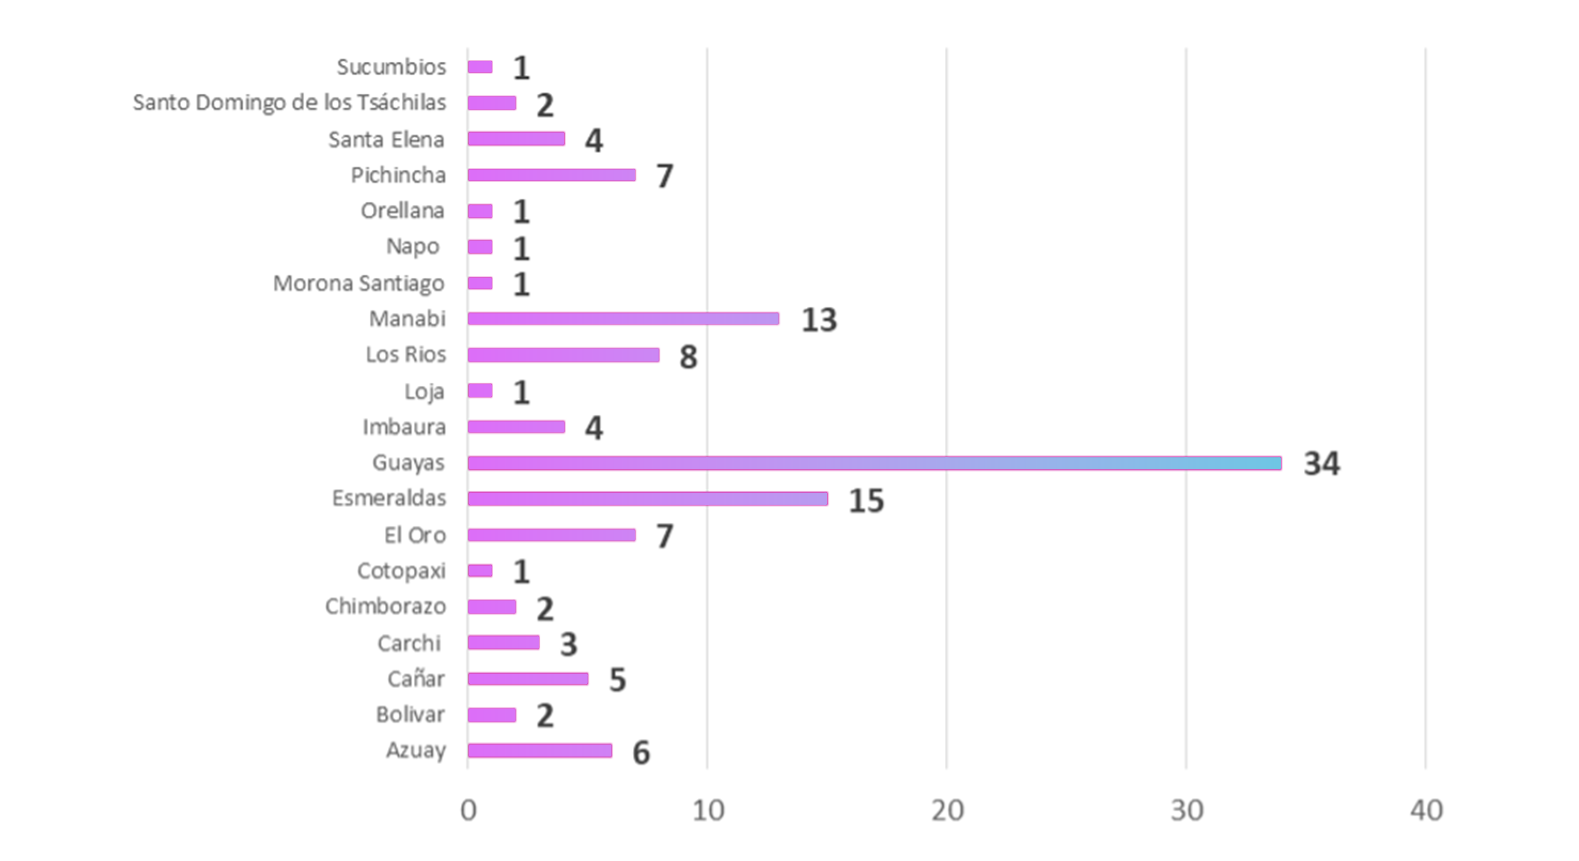 Sucumbios 1
Santo Domingo de los Tsáchilas 2
Santa Elena 4
Pichincha 7
Orellana 1
Napo 1
Morona Santiago 1
Manabi 13
Los Rios 8
Loja 1
Imbaura 4
Guayas 34
Esmeraldas 15
El Oro 7
Cotopaxi 1
Chimborazo 2
Carchi 3
Cañar 5
Bolivar 2
Azuay 6
0 10 20 30 40